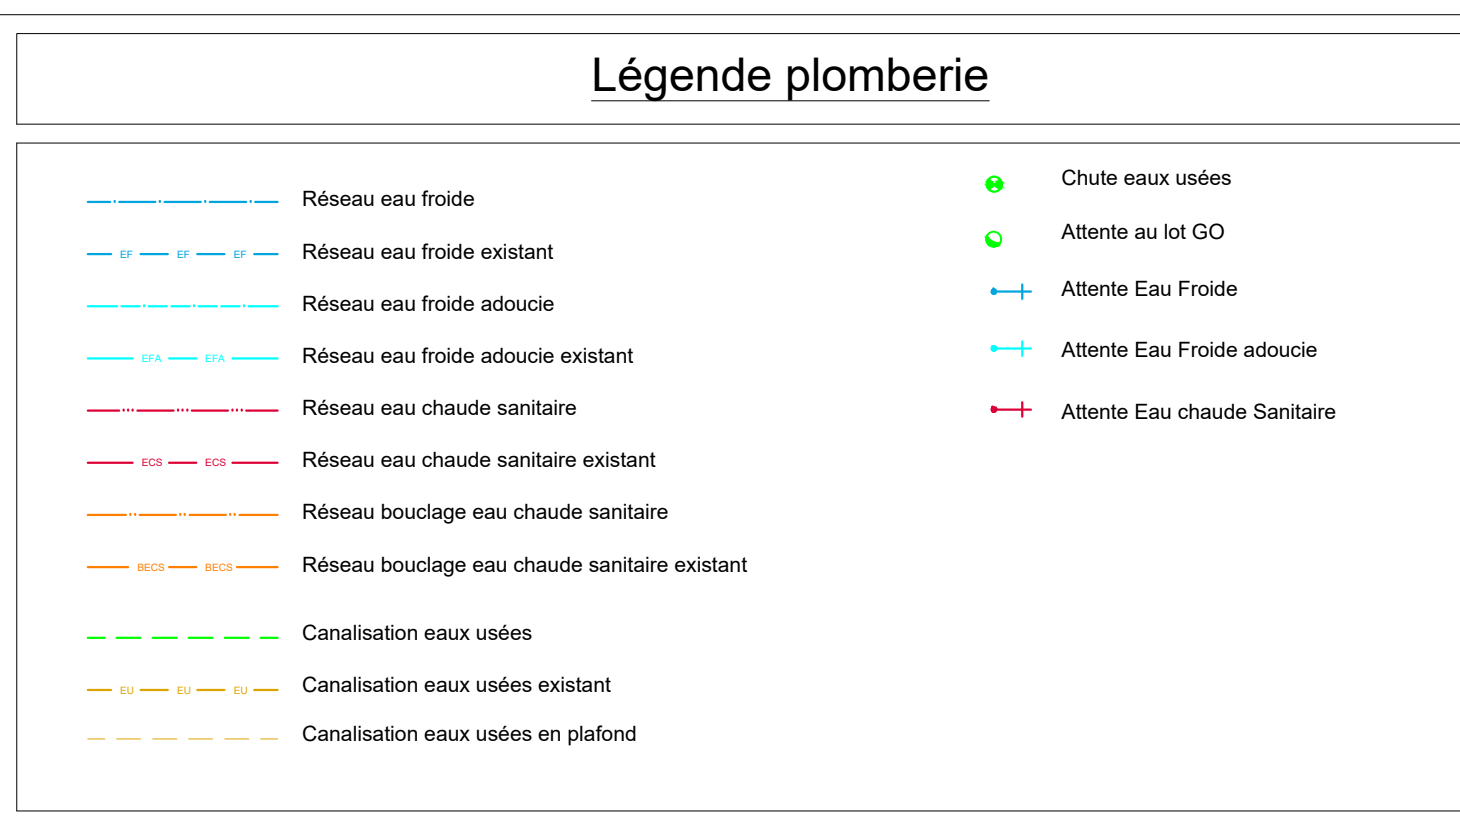 Légende plomberie
Réseau eau froide
EF EF EF Réseau eau froide existant
Réseau eau froide adoucie
EFA EFA Réseau eau froide adoucie existant
Réseau eau chaude sanitaire
ECS ECS Réseau eau chaude sanitaire existant
Réseau bouclage eau chaude sanitaire
BECS BECS Réseau bouclage eau chaude sanitaire existant
Canalisation eaux usées
EU EU EU Canalisation eaux usées existant
Canalisation eaux usées en plafond
Chute eaux usées
Attente au lot GO
Attente Eau Froide
Attente Eau Froide adoucie
Attente Eau chaude Sanitaire